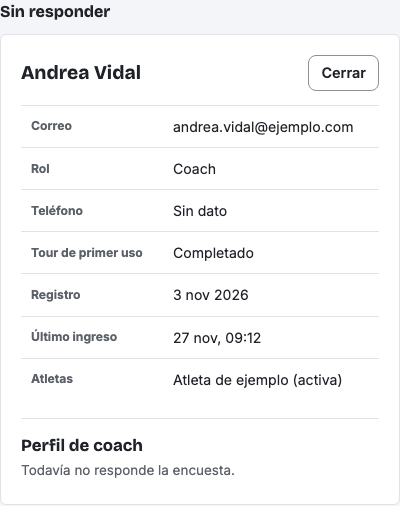 Sin responder
Andrea Vidal
Cerrar
Correo andrea.vidal@ejemplo.com
Rol Coach
Teléfono Sin dato
Tour de primer uso Completado
Registro 3 nov 2026
Último ingreso 27 nov, 09:12
Atletas Atleta de ejemplo (activa)
Perfil de coach
Todavía no responde la encuesta.